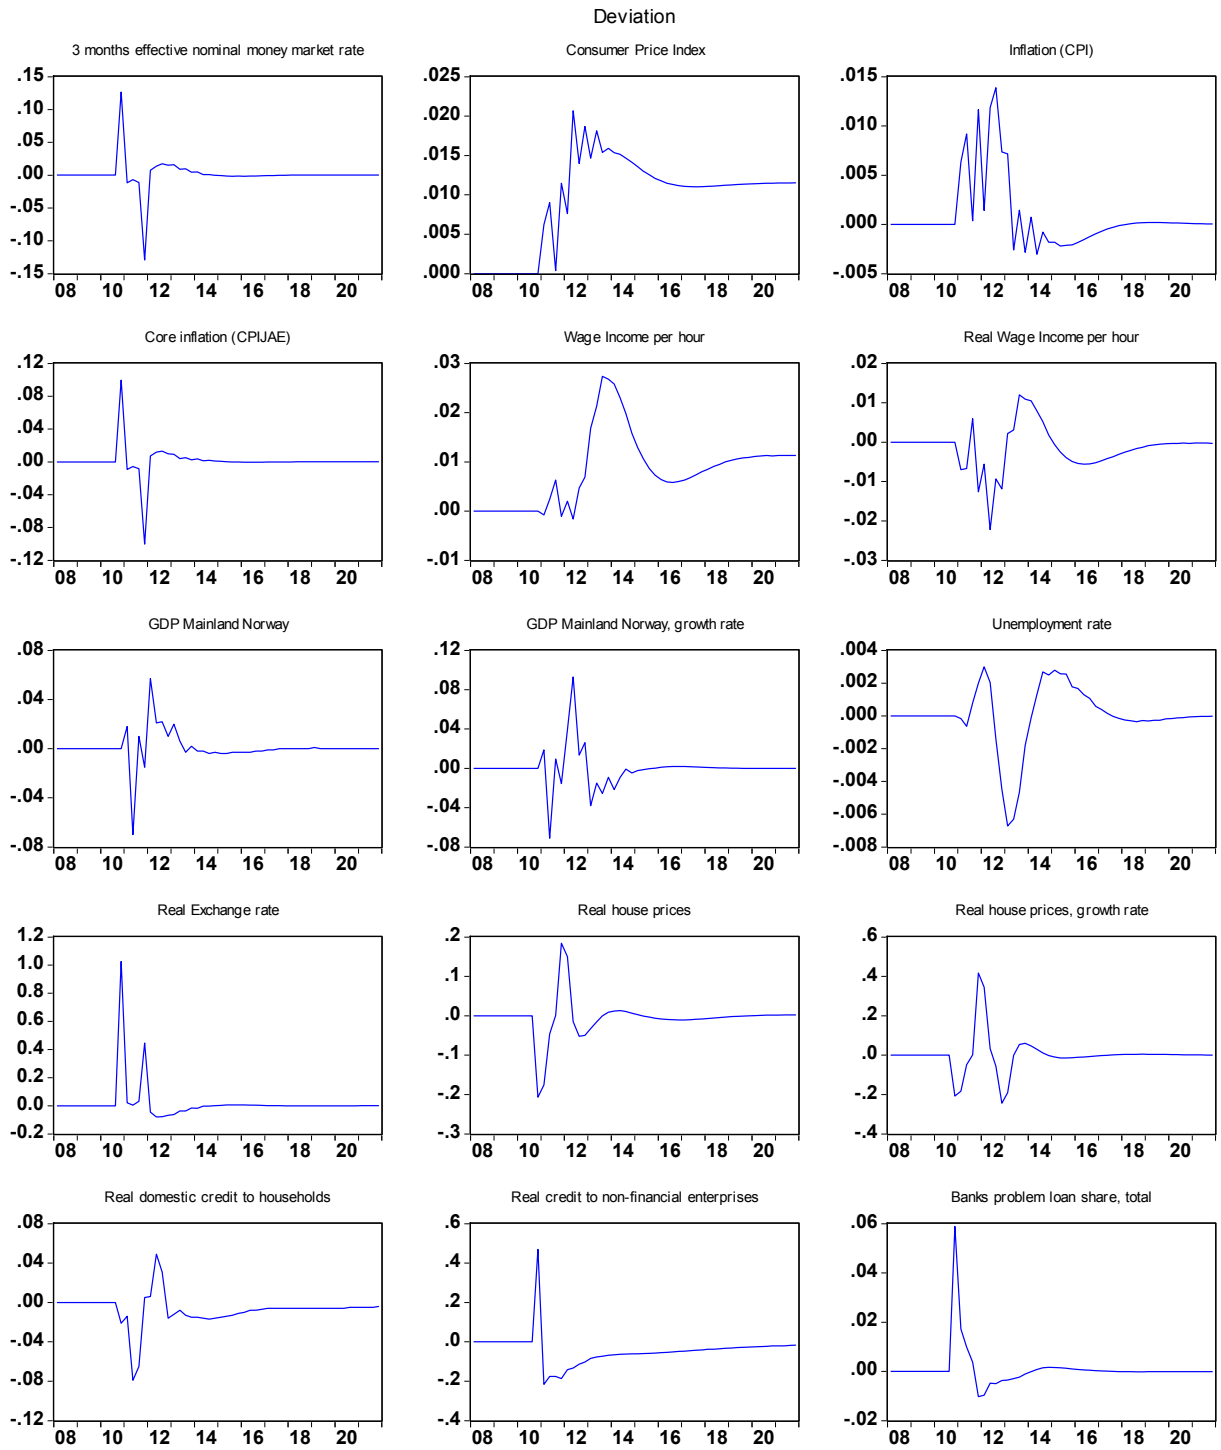 Deviation
3 months effective nominal money market rate
.15
.10
.05
.00
-.05
-.10
-.15
08 10 12 14 16 18 20
Consumer Price Index
.025
.020
.015
.010
.005
.000
08 10 12 14 16 18 20
Inflation (CPI)
.015
.010
.005
.000
-.005
08 10 12 14 16 18 20
Core inflation (CPIJAE)
.12
.08
.04
.00
-.04
-.08
-.12
08 10 12 14 16 18 20
Wage Income per hour
.03
.02
.01
.00
-.01
08 10 12 14 16 18 20
Real Wage Income per hour
.02
.01
.00
-.01
-.02
-.03
08 10 12 14 16 18 20
GDP Mainland Norway
.08
.04
.00
-.04
-.08
08 10 12 14 16 18 20
GDP Mainland Norway, growth rate
.12
.08
.04
.00
-.04
-.08
08 10 12 14 16 18 20
Unemployment rate
.004
.002
.000
-.002
-.004
-.006
-.008
08 10 12 14 16 18 20
Real Exchange rate
1.2
1.0
0.8
0.6
0.4
0.2
0.0
-0.2
08 10 12 14 16 18 20
Real house prices
.2
.1
.0
-.1
-.2
-.3
08 10 12 14 16 18 20
Real house prices, growth rate
.6
.4
.2
.0
-.2
-.4
08 10 12 14 16 18 20
Real domestic credit to households
.08
.04
.00
-.04
-.08
-.12
08 10 12 14 16 18 20
Real credit to non-financial enterprises
.6
.4
.2
.0
-.2
-.4
08 10 12 14 16 18 20
Banks problem loan share, total
.06
.04
.02
.00
-.02
08 10 12 14 16 18 20